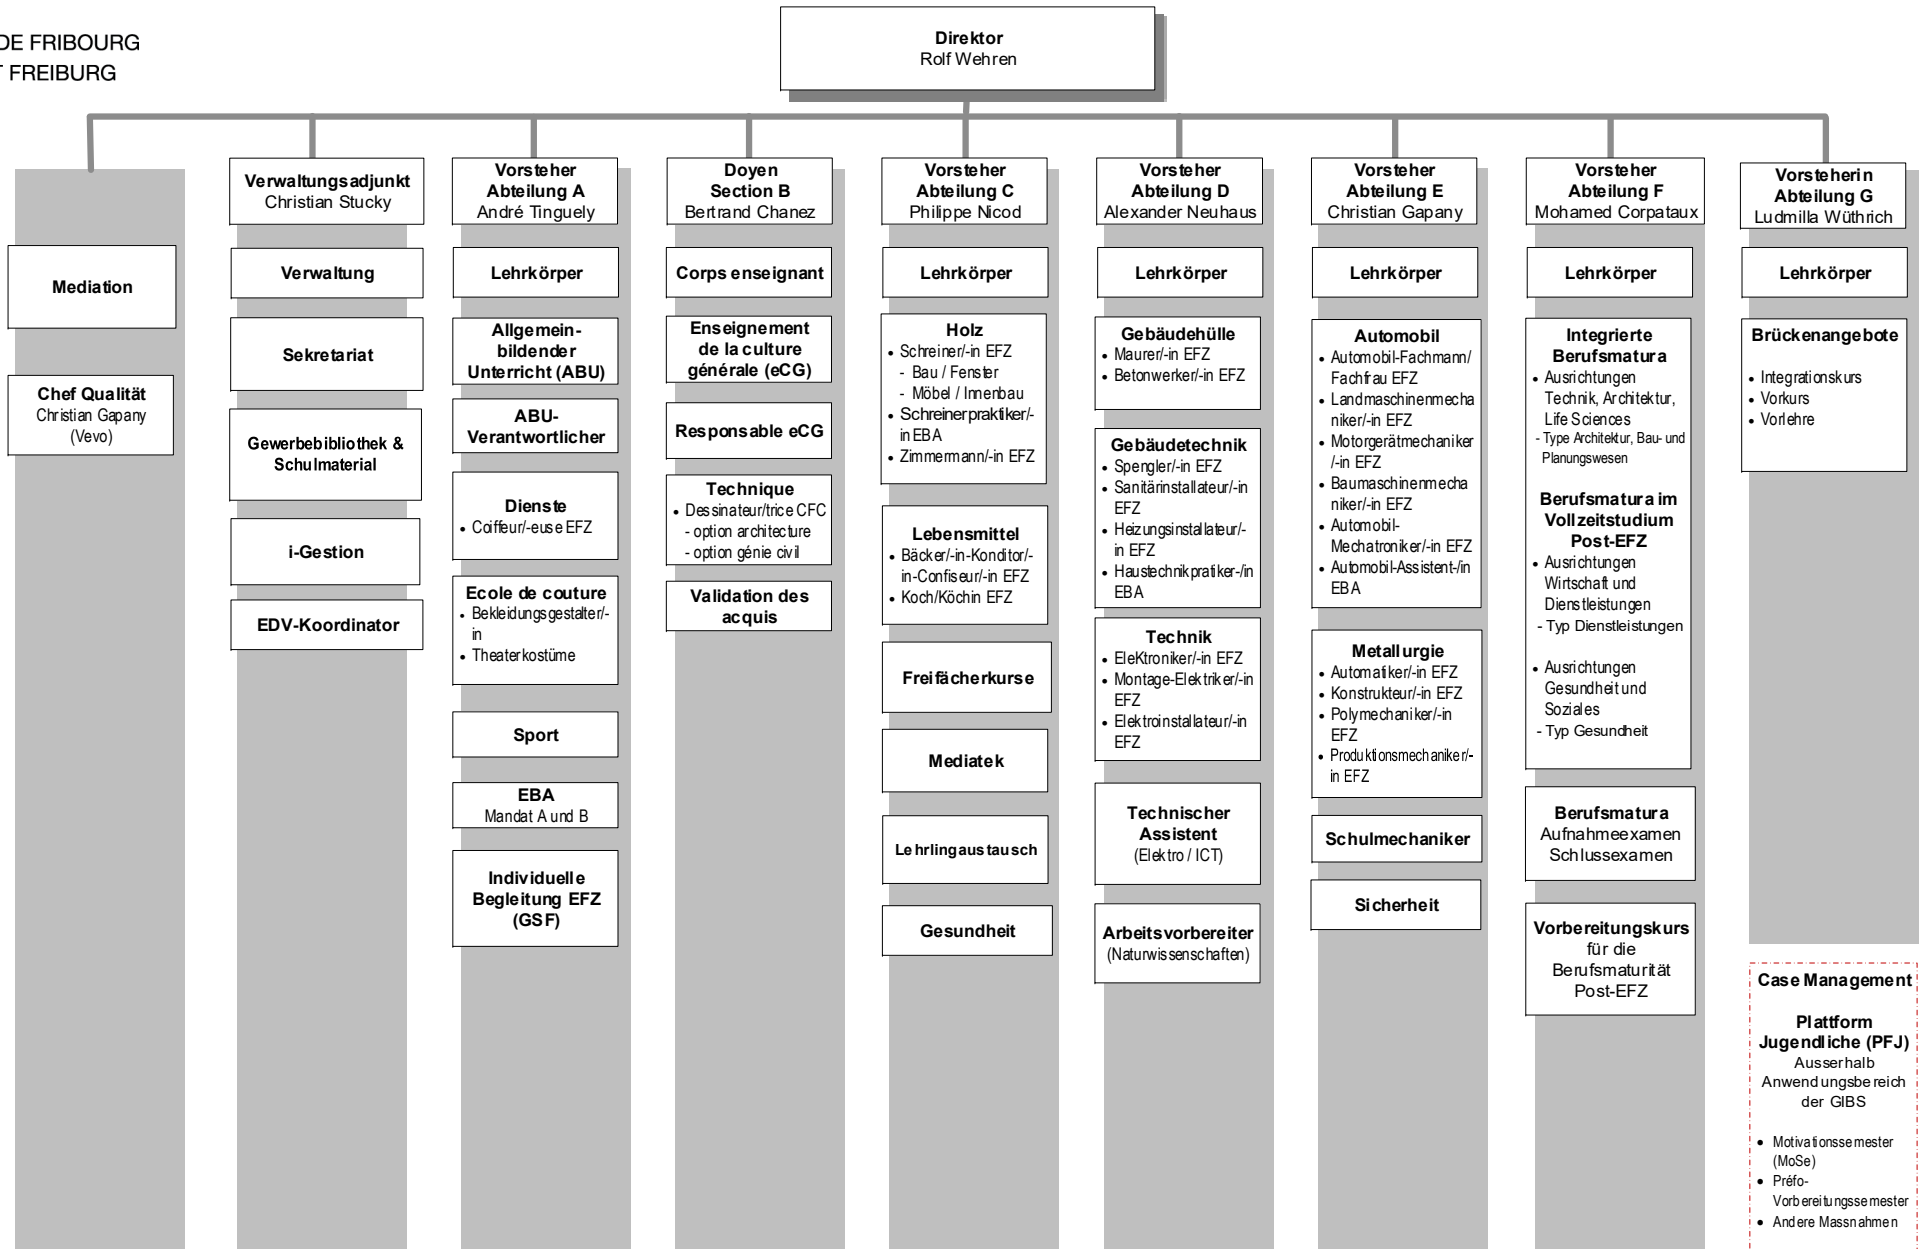 DE FRIBOURG
T FREIBURG
Direktor
Rolf Wehren
Mediation
Chef Qualität
Christian Gapany
(Vevo)
Verwaltungsadjunkt
Christian Stucky
Verwaltung
Sekretariat
Gewerbebibliothek &
Schulmaterial
i-Gestion
EDV-Koordinator
Vorsteher
Abteilung A
André Tinguely
Lehrkörper
Allgemein-
bildender
Unterricht (ABU)
ABU-
Verantwortlicher
Dienste
• Coiffeur/-euse EFZ
Ecole de couture
• Bekleidungsgestalter/-
in
• Theaterkostüme
Sport
EBA
Mandat A und B
Individuelle
Begleitung EFZ
(GSF)
Doyen
Section B
Bertrand Chanez
Corps enseignant
Enseignement
de la culture
générale (eCG)
Responsable eCG
Technique
• Dessinateur/trice CFC
- option architecture
- option génie civil
Validation des
acquis
Vorsteher
Abteilung C
Philippe Nicod
Lehrkörper
Holz
• Schreiner/-in EFZ
- Bau / Fenster
- Möbel / Innenbau
• Schreinerpraktiker/-
in EBA
• Zimmermann/-in EFZ
Lebensmittel
• Bäcker/-in-Konditor/-
in-Confiseur/-in EFZ
• Koch/Köchin EFZ
Freifächerkurse
Mediatek
Lehrlingaustausch
Gesundheit
Vorsteher
Abteilung D
Alexander Neuhaus
Lehrkörper
Gebäudehülle
• Maurer/-in EFZ
• Betonwerker/-in EFZ
Gebäudetechnik
• Spengler/-in EFZ
• Sanitärinstallateur/-in
EFZ
• Heizungsinstallateur/-
in EFZ
• Haustechnikpratiker-/in
EBA
Technik
• EleKtroniker/-in EFZ
• Montage-Elektriker/-in
EFZ
• Elektroinstallateur/-in
EFZ
Technischer
Assistent
(Elektro / ICT)
Arbeitsvorbereiter
(Naturwissenschaften)
Vorsteher
Abteilung E
Christian Gapany
Lehrkörper
Automobil
• Automobil-Fachmann/
Fachfrau EFZ
• Landmaschinenmecha
niker/-in EFZ
• Motorgerätmechaniker
/-in EFZ
• Baumaschinenmecha
niker/-in EFZ
• Automobil-
Mechatroniker/-in EFZ
• Automobil-Assistent-/in
EBA
Metallurgie
• Automatiker/-in EFZ
• Konstrukteur/-in EFZ
• Polymechaniker/-in
EFZ
• Produktionsmechaniker/-
in EFZ
Schulmechaniker
Sicherheit
Vorsteher
Abteilung F
Mohamed Corpataux
Lehrkörper
Integrierte
Berufsmatura
• Ausrichtungen
Technik, Architektur,
Life Sciences
- Type Architektur, Bau- und
Planungswesen
Berufsmatura im
Vollzeitstudium
Post-EFZ
• Ausrichtungen
Wirtschaft und
Dienstleistungen
- Typ Dienstleistungen
• Ausrichtungen
Gesundheit und
Soziales
- Typ Gesundheit
Berufsmatura
Aufnahmeexamen
Schlussexamen
Vorbereitungskurs
für die
Berufsmaturität
Post-EFZ
Vorsteherin
Abteilung G
Ludmilla Wüthrich
Lehrkörper
Brückenangebote
• Integrationskurs
• Vorkurs
• Vorlehre
Case Management
Plattform
Jugendliche (PFJ)
Ausserhalb
Anwendungsbereich
der GIBS
• Motivationssemester
(MoSe)
• Préfo-
Vorbereitungssemester
• Andere Massnahmen